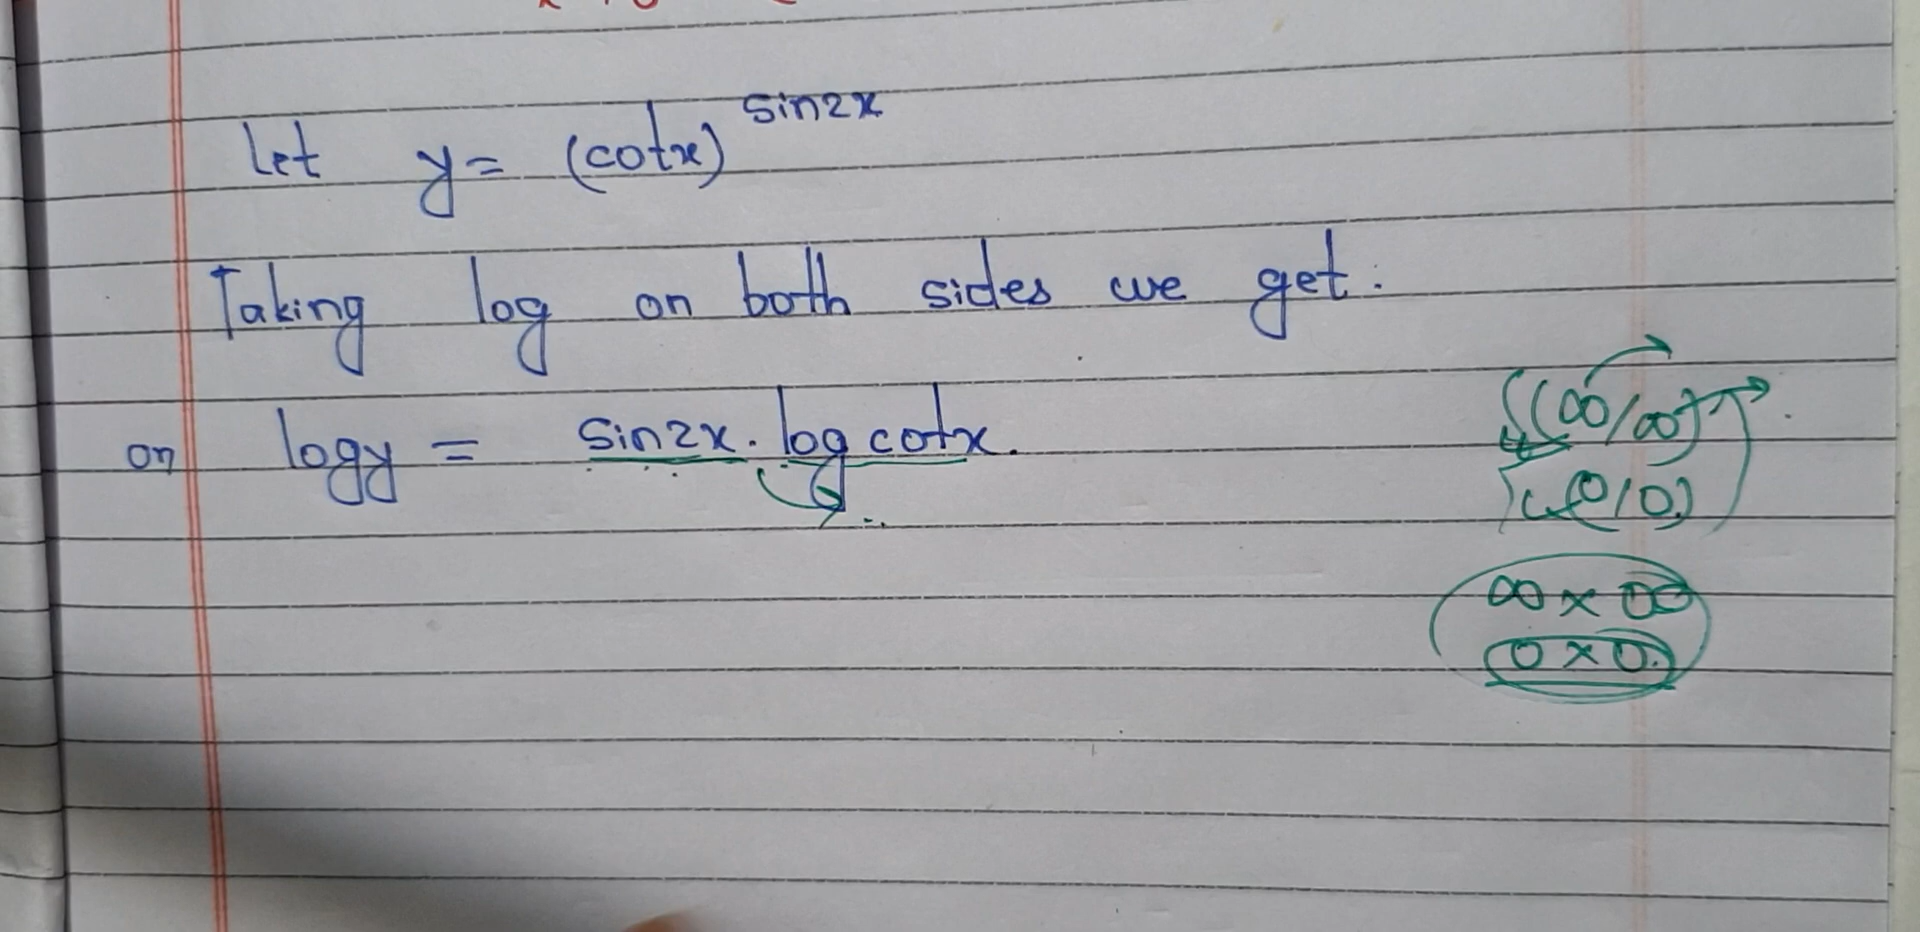 Let y = (cotx)^sin2x
Taking log on both sides we get.
or logy = sin2x . log cotx.
(∞/∞)
(0/0)
∞ × ∞
0 × 0